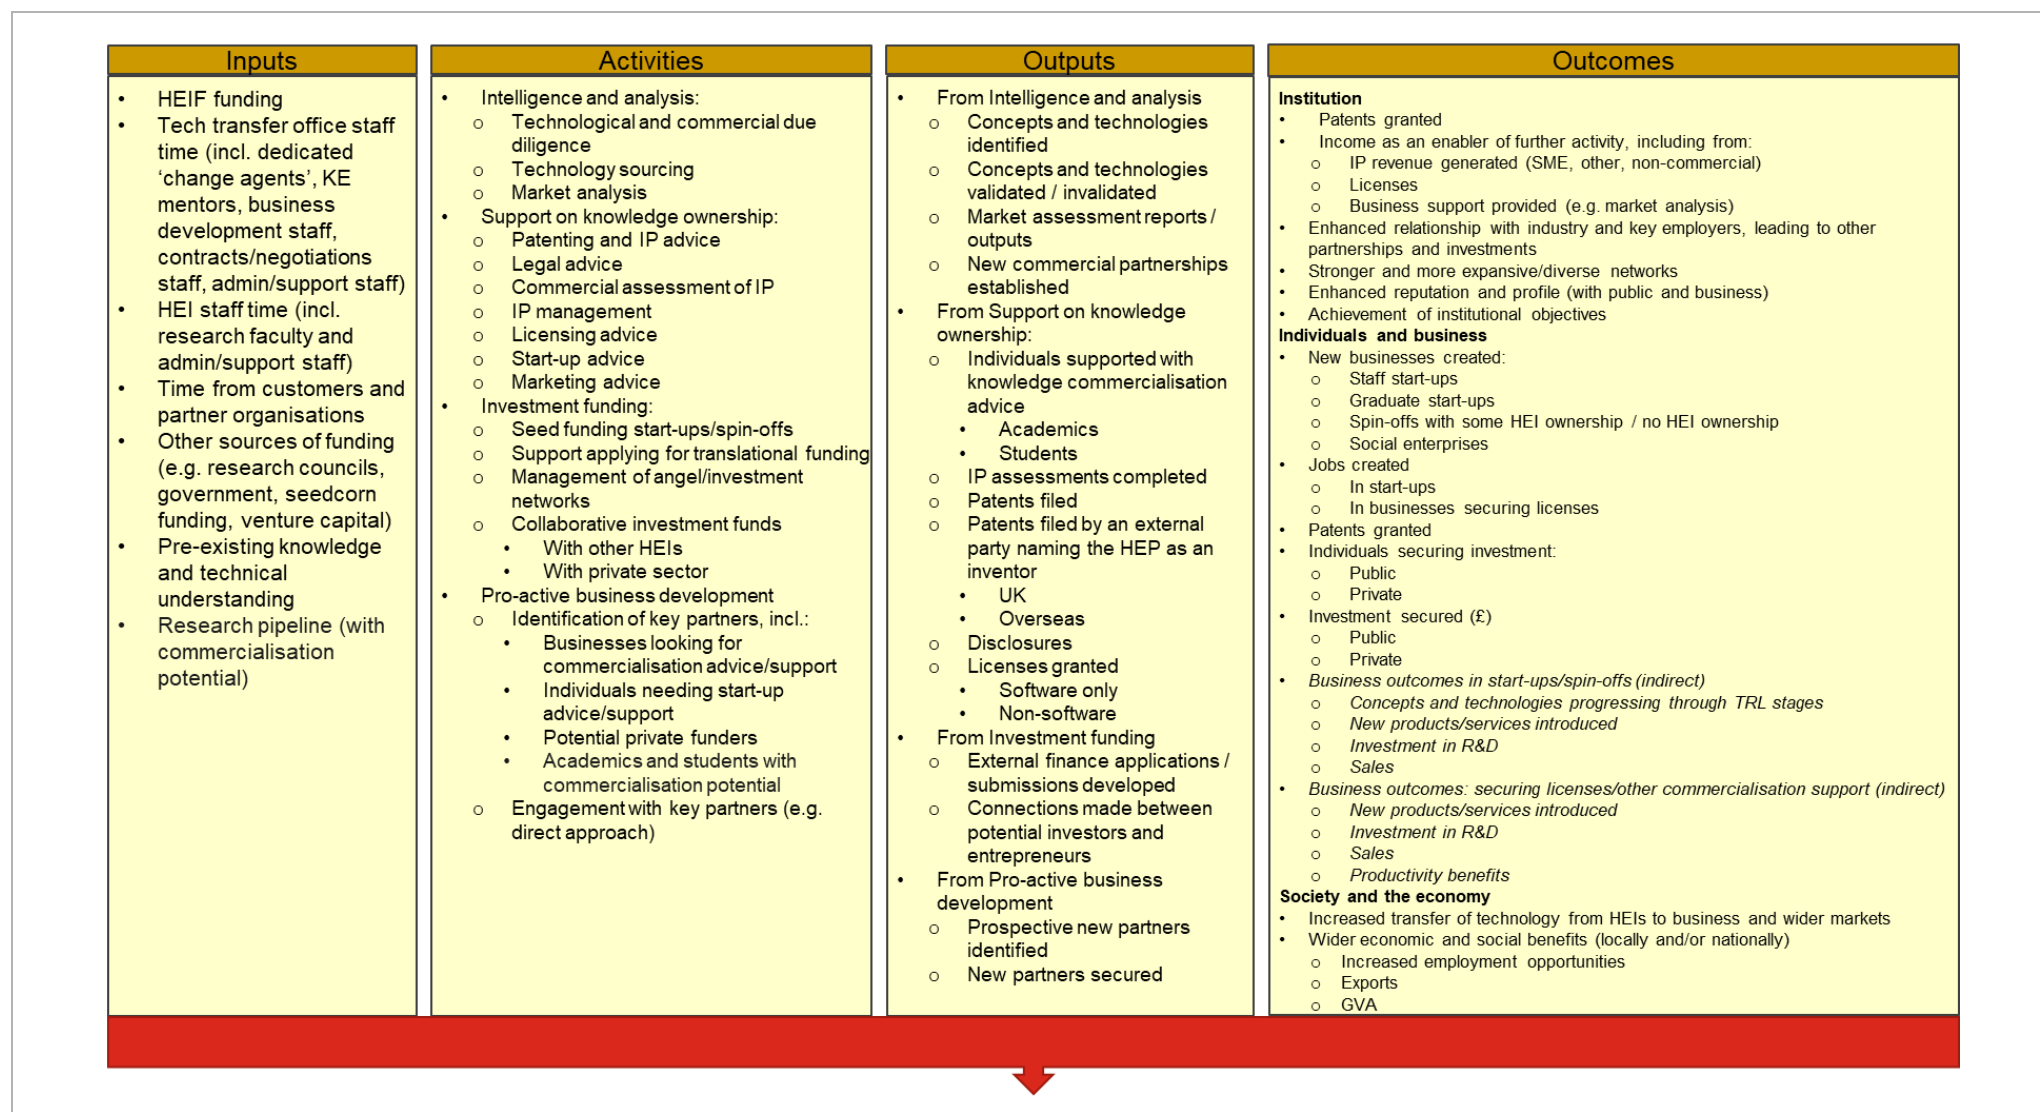 Inputs
• HEIF funding
• Tech transfer office staff
time (incl. dedicated
‘change agents’, KE
mentors, business
development staff,
contracts/negotiations
staff, admin/support staff)
• HEI staff time (incl.
research faculty and
admin/support staff)
• Time from customers and
partner organisations
• Other sources of funding
(e.g. research councils,
government, seedcorn
funding, venture capital)
• Pre-existing knowledge
and technical
understanding
• Research pipeline (with
commercialisation
potential)
Activities
• Intelligence and analysis:
o Technological and commercial due
diligence
o Technology sourcing
o Market analysis
• Support on knowledge ownership:
o Patenting and IP advice
o Legal advice
o Commercial assessment of IP
o IP management
o Licensing advice
o Start-up advice
o Marketing advice
• Investment funding:
o Seed funding start-ups/spin-offs
o Support applying for translational funding
o Management of angel/investment
networks
o Collaborative investment funds
• With other HEIs
• With private sector
• Pro-active business development
o Identification of key partners, incl.:
• Businesses looking for
commercialisation advice/support
• Individuals needing start-up
advice/support
• Potential private funders
• Academics and students with
commercialisation potential
o Engagement with key partners (e.g.
direct approach)
Outputs
• From Intelligence and analysis
o Concepts and technologies
identified
o Concepts and technologies
validated / invalidated
o Market assessment reports /
outputs
o New commercial partnerships
established
• From Support on knowledge
ownership:
o Individuals supported with
knowledge commercialisation
advice
• Academics
• Students
o IP assessments completed
o Patents filed
o Patents filed by an external
party naming the HEP as an
inventor
• UK
• Overseas
o Disclosures
o Licenses granted
• Software only
• Non-software
• From Investment funding
o External finance applications /
submissions developed
o Connections made between
potential investors and
entrepreneurs
• From Pro-active business
development
o Prospective new partners
identified
o New partners secured
Outcomes
Institution
• Patents granted
• Income as an enabler of further activity, including from:
o IP revenue generated (SME, other, non-commercial)
o Licenses
o Business support provided (e.g. market analysis)
• Enhanced relationship with industry and key employers, leading to other
partnerships and investments
• Stronger and more expansive/diverse networks
• Enhanced reputation and profile (with public and business)
• Achievement of institutional objectives
Individuals and business
• New businesses created:
o Staff start-ups
o Graduate start-ups
o Spin-offs with some HEI ownership / no HEI ownership
o Social enterprises
• Jobs created
o In start-ups
o In businesses securing licenses
• Patents granted
• Individuals securing investment:
o Public
o Private
• Investment secured (£)
o Public
o Private
• Business outcomes in start-ups/spin-offs (indirect)
o Concepts and technologies progressing through TRL stages
o New products/services introduced
o Investment in R&D
o Sales
• Business outcomes: securing licenses/other commercialisation support (indirect)
o New products/services introduced
o Investment in R&D
o Sales
o Productivity benefits
Society and the economy
• Increased transfer of technology from HEIs to business and wider markets
• Wider economic and social benefits (locally and/or nationally)
o Increased employment opportunities
o Exports
o GVA